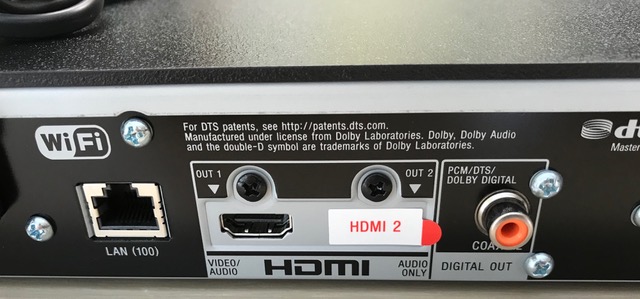 WiFi
LAN (100)
For DTS patents, see http://patents.dts.com.
Manufactured under license from Dolby Laboratories. Dolby, Dolby Audio
and the double-D symbol are trademarks of Dolby Laboratories.
OUT 1
OUT 2
HDMI 2
VIDEO/
AUDIO
HDMI
AUDIO
ONLY
PCM/DTS/
DOLBY DIGITAL
DIGITAL OUT
Master